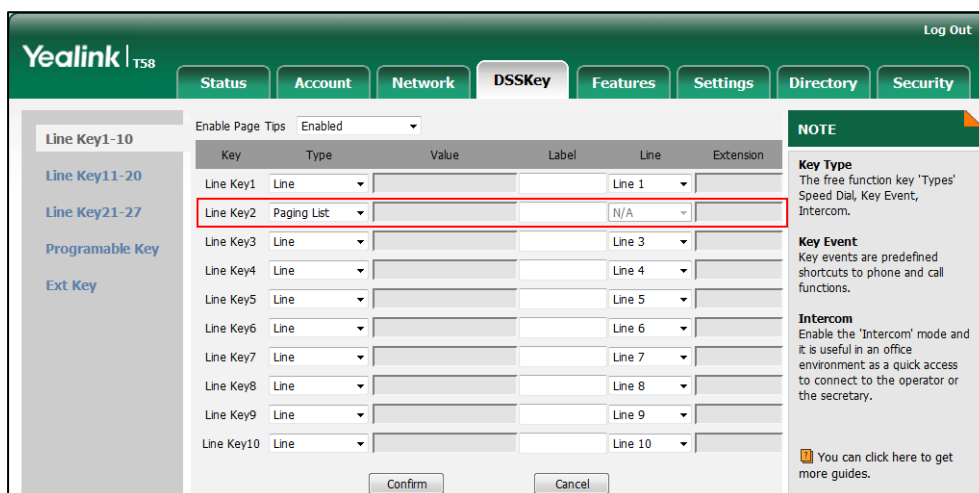 Log Out
Yealink T58
Status Account Network DSSKey Features Settings Directory Security
Line Key1-10
Line Key11-20
Line Key21-27
Programable Key
Ext Key
Enable Page Tips Enabled
Key Type Value Label Line Extension
Line Key1 Line Line 1
Line Key2 Paging List N/A
Line Key3 Line Line 3
Line Key4 Line Line 4
Line Key5 Line Line 5
Line Key6 Line Line 6
Line Key7 Line Line 7
Line Key8 Line Line 8
Line Key9 Line Line 9
Line Key10 Line Line 10
Confirm Cancel
NOTE
Key Type
The free function key 'Types'
Speed Dial, Key Event,
Intercom.
Key Event
Key events are predefined
shortcuts to phone and call
functions.
Intercom
Enable the 'Intercom' mode and
it is useful in an office
environment as a quick access
to connect to the operator or
the secretary.
You can click here to get
more guides.